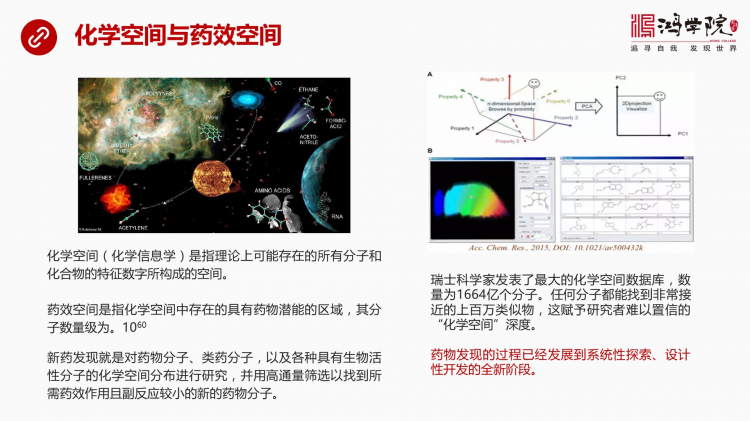 化学空间与药效空间
鸿学院
HONG COLLEGE
追寻自我 发现世界
POLYYNES
PAHs
CO
ETHANE
FORMIC
ACID
ACETO-
NITRILE
FULLERENES
ACETYLENE
AMINO ACIDS
RNA
化学空间（化学信息学）是指理论上可能存在的所有分子和
化合物的特征数字所构成的空间。
药效空间是指化学空间中存在的具有药物潜能的区域，其分
子数量级为。10⁶⁰
新药发现就是对药物分子、类药分子，以及各种具有生物活
性分子的化学空间分布进行研究，并用高通量筛选以找到所
需药效作用且副反应较小的新的药物分子。
A
Property 3
Property 4
Property 6
n-dimensional Space
Browse by proximity
Property 2
Property 1
Property 5
PCA
PC2
2Dprojection
Visualize
PC1
B
Acc. Chem. Res., 2015, DOI: 10.1021/ar500432k
瑞士科学家发表了最大的化学空间数据库，数
量为1664亿个分子。任何分子都能找到非常接
近的上百万类似物，这赋予研究者难以置信的
“化学空间”深度。
药物发现的过程已经发展到系统性探索、设计
性开发的全新阶段。